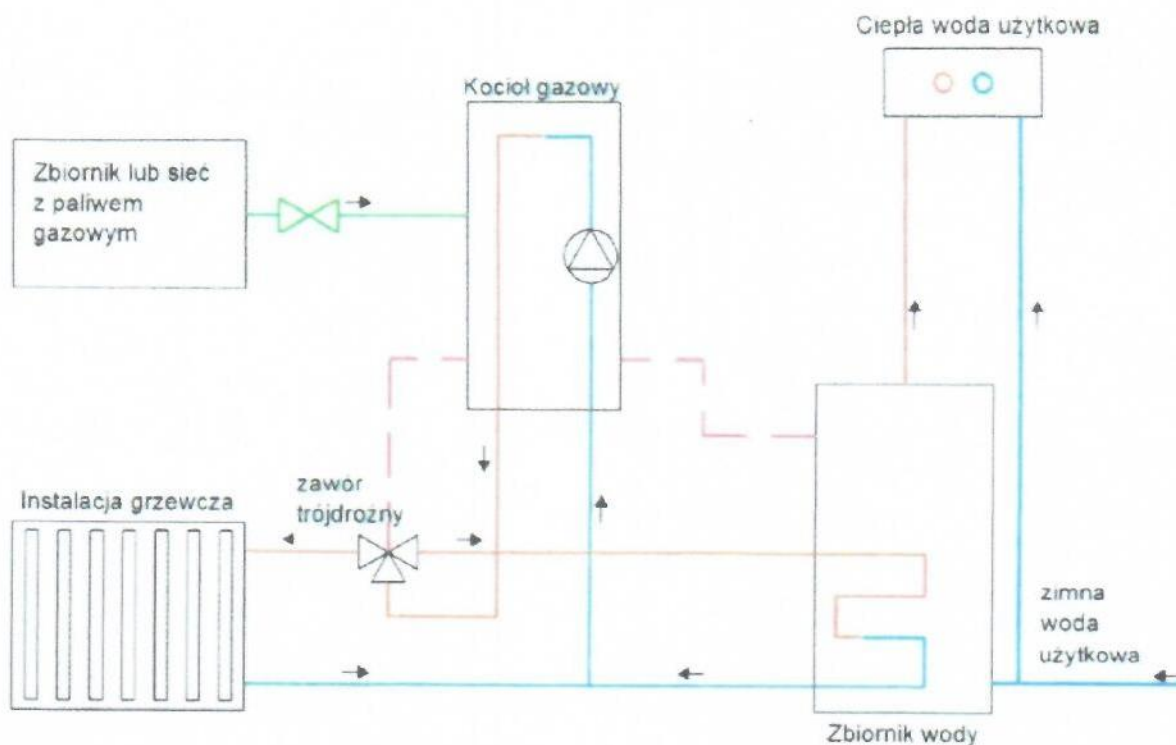 Ciepła woda użytkowa
Kocioł gazowy
Zbiornik lub sieć
z paliwem
gazowym
zawór
trójdrożny
Instalacja grzewcza
zimna
woda
użytkowa
Zbiornik wody